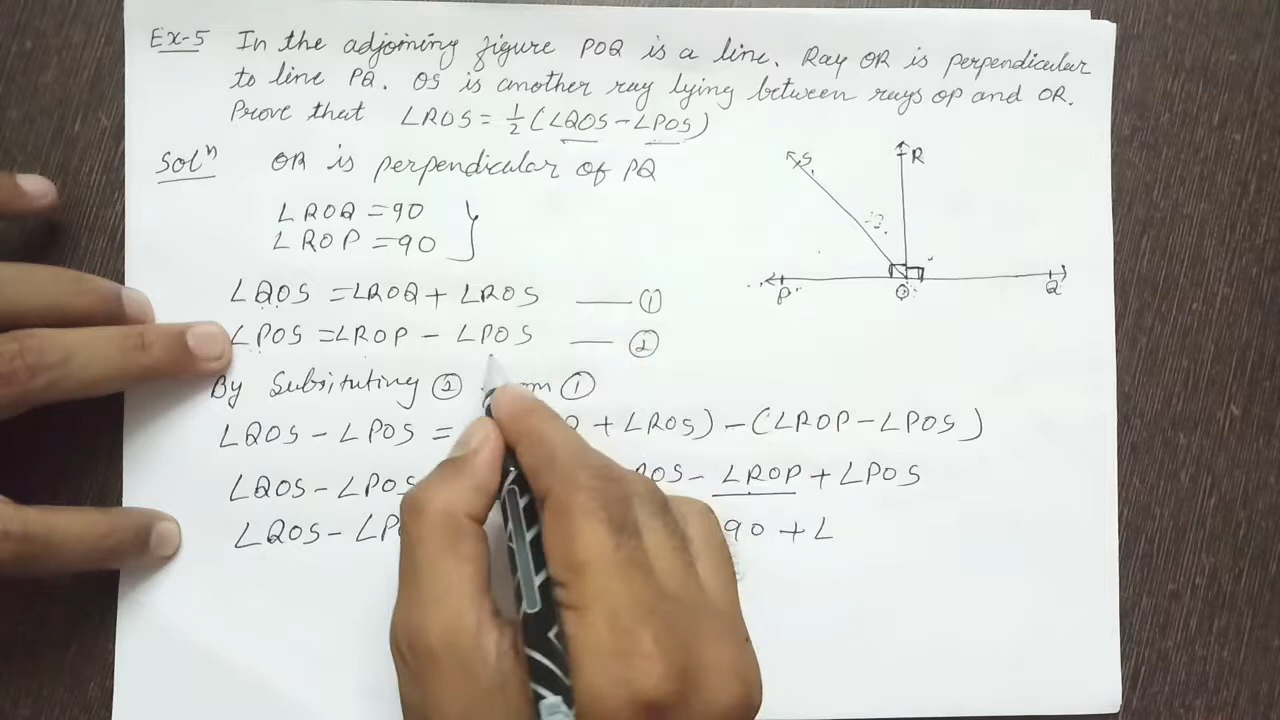 Ex-5 In the adjoining figure POQ is a line. Ray OR is perpendicular
to line PQ. OS is another ray lying between rays OP and OR.
Prove that ∠ROS = 1/2 (∠QOS - ∠POS)
Solⁿ OR is perpendicular of PQ
∠ROQ = 90
∠ROP = 90
∠QOS = ∠ROQ + ∠ROS —— ①
∠POS = ∠ROP - ∠POS —— ②
By Subsituting ② ①
∠QOS - ∠POS = + ∠ROS) - (∠ROP - ∠POS)
∠QOS - ∠POS - ∠ROP + ∠POS
∠QOS - 90 + ∠
S R
P O Q